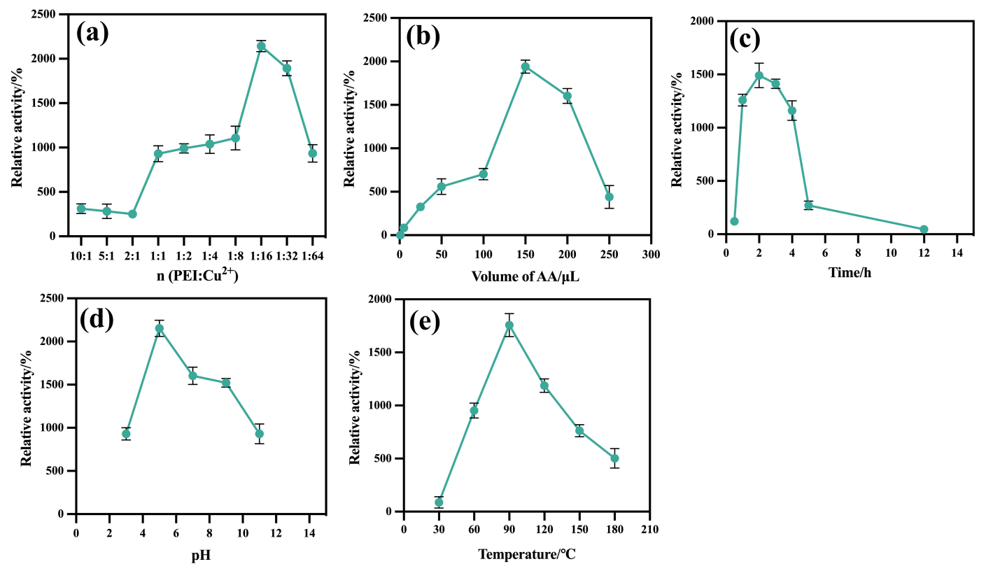 (a)
Relative activity/%
2500
2000
1500
1000
500
0
10:1 5:1 2:1 1:1 1:2 1:4 1:8 1:16 1:32 1:64
n (PEI:Cu²⁺)
(b)
Relative activity/%
2500
2000
1500
1000
500
0
0 50 100 150 200 250 300
Volume of AA/μL
(c)
Relative activity/%
2000
1500
1000
500
0
0 2 4 6 8 10 12 14
Time/h
(d)
Relative activity/%
2500
2000
1500
1000
500
0
0 2 4 6 8 10 12 14
pH
(e)
Relative activity/%
2000
1500
1000
500
0
0 30 60 90 120 150 180 210
Temperature/°C